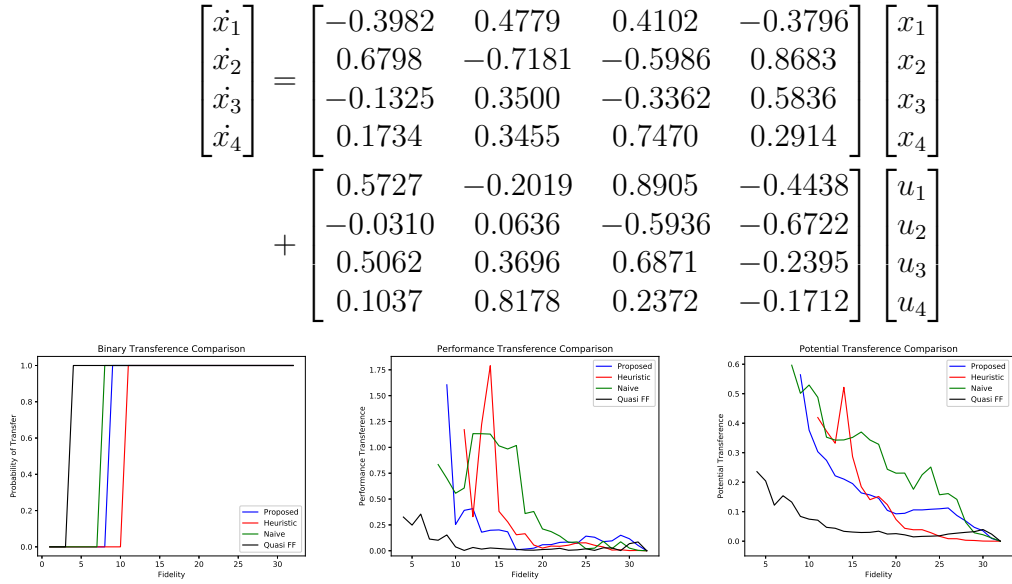 ẋ1 −0.3982 0.4779 0.4102 −0.3796 x1
ẋ2 = 0.6798 −0.7181 −0.5986 0.8683 x2
ẋ3 −0.1325 0.3500 −0.3362 0.5836 x3
ẋ4 0.1734 0.3455 0.7470 0.2914 x4
0.5727 −0.2019 0.8905 −0.4438 u1
+ −0.0310 0.0636 −0.5936 −0.6722 u2
0.5062 0.3696 0.6871 −0.2395 u3
0.1037 0.8178 0.2372 −0.1712 u4
Binary Transference Comparison
Probability of Transfer
1.0
0.8
0.6
0.4
0.2
0.0
Proposed
Heuristic
Naive
Quasi FF
0 5 10 15 20 25 30
Fidelity
Performance Transference Comparison
Performance Transference
1.75
1.50
1.25
1.00
0.75
0.50
0.25
0.00
Proposed
Heuristic
Naive
Quasi FF
5 10 15 20 25 30
Fidelity
Potential Transference Comparison
Potential Transference
0.6
0.5
0.4
0.3
0.2
0.1
0.0
Proposed
Heuristic
Naive
Quasi FF
5 10 15 20 25 30
Fidelity